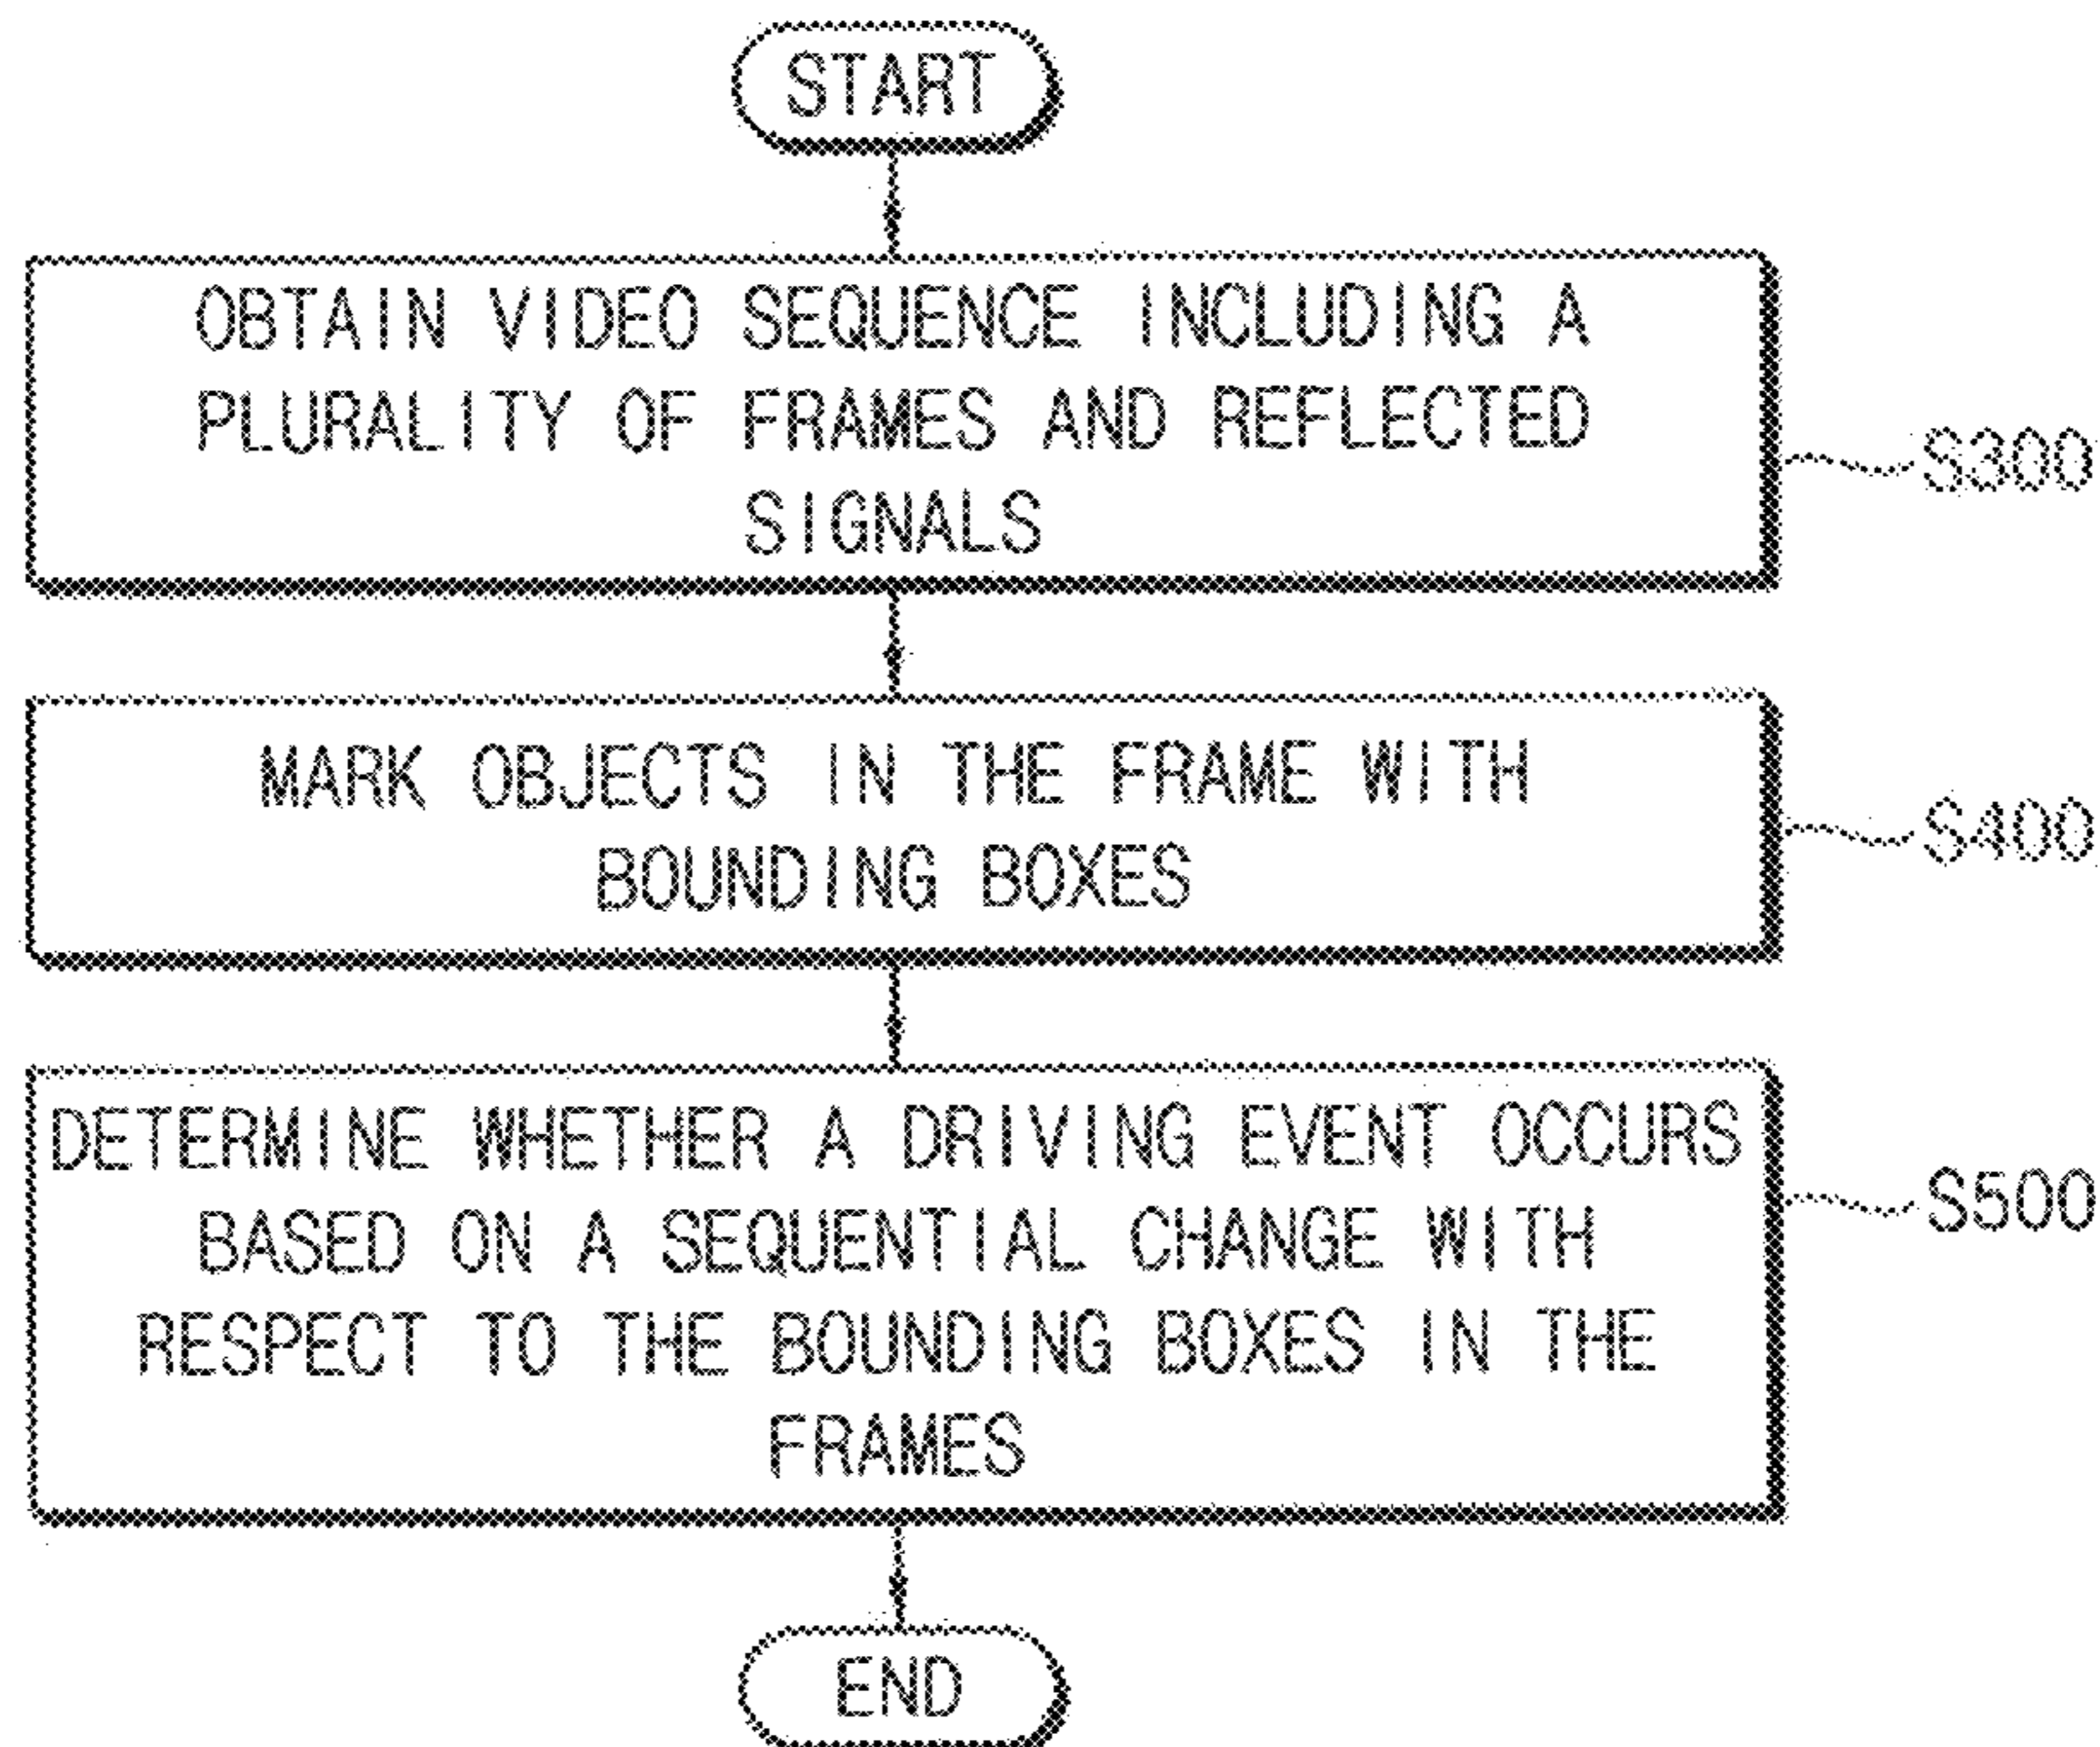 START
OBTAIN VIDEO SEQUENCE INCLUDING A
PLURALITY OF FRAMES AND REFLECTED
SIGNALS
S300
MARK OBJECTS IN THE FRAME WITH
BOUNDING BOXES
S400
DETERMINE WHETHER A DRIVING EVENT OCCURS
BASED ON A SEQUENTIAL CHANGE WITH
RESPECT TO THE BOUNDING BOXES IN THE
FRAMES
S500
END